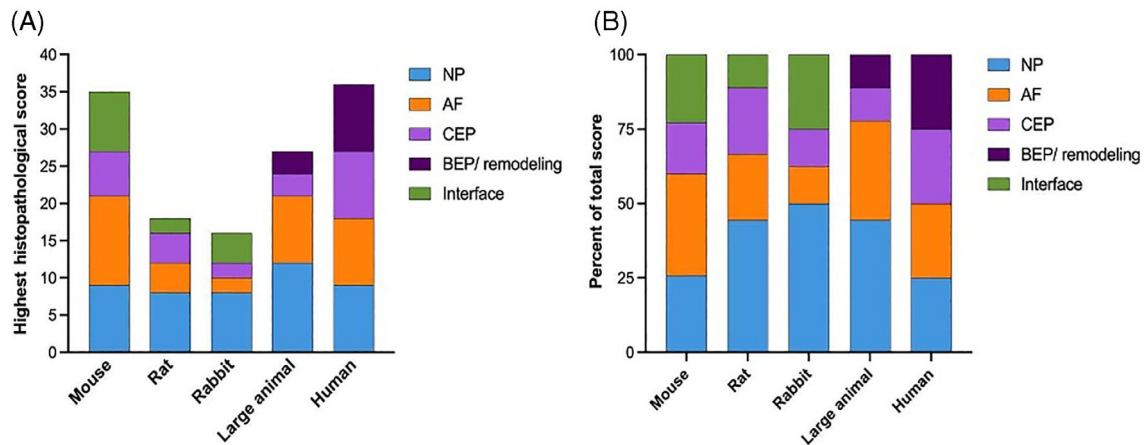 (A)
Highest histopathological score
40
35
30
25
20
15
10
5
0
Mouse
Rat
Rabbit
Large animal
Human
NP
AF
CEP
BEP/ remodeling
Interface
(B)
Percent of total score
100
75
50
25
0
Mouse
Rat
Rabbit
Large animal
Human
NP
AF
CEP
BEP/ remodeling
Interface